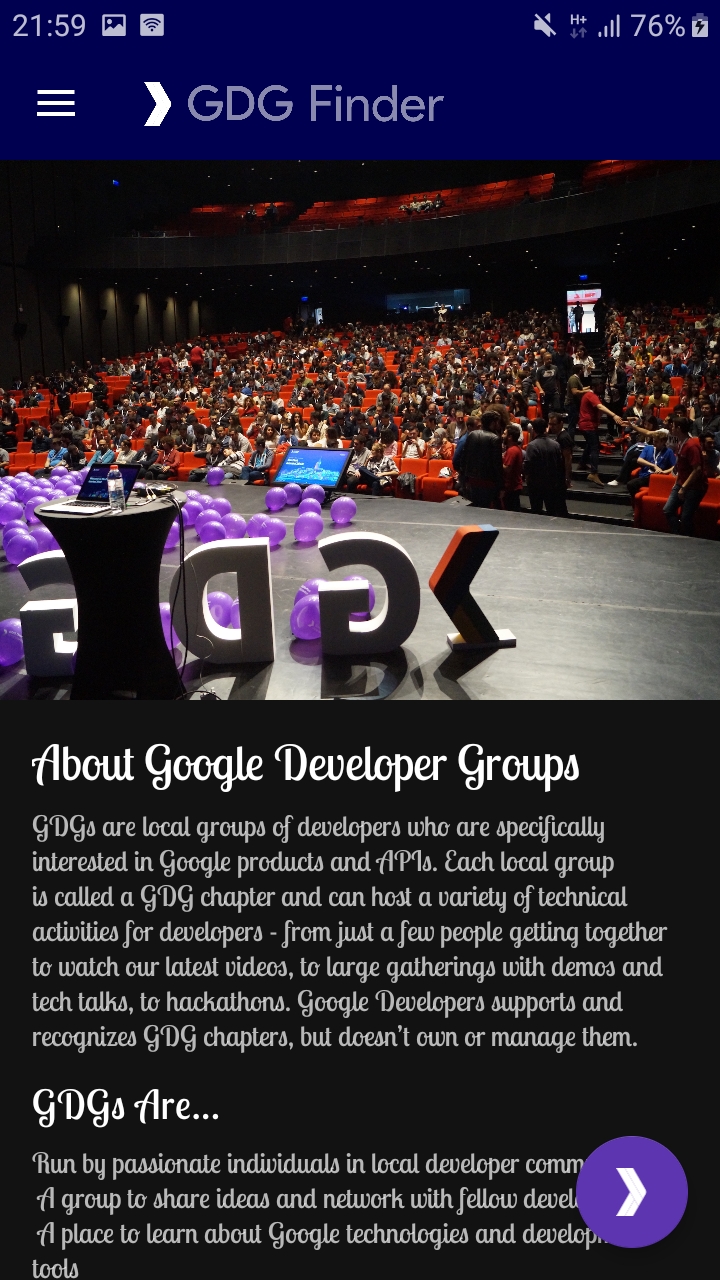 21:59
H+
76%
GDG Finder
GDG
About Google Developer Groups
GDGs are local groups of developers who are specifically
interested in Google products and APIs. Each local group
is called a GDG chapter and can host a variety of technical
activities for developers - from just a few people getting together
to watch our latest videos, to large gatherings with demos and
tech talks, to hackathons. Google Developers supports and
recognizes GDG chapters, but doesn't own or manage them.
GDGs Are...
Run by passionate individuals in local developer comm
A group to share ideas and network with fellow devel
A place to learn about Google technologies and develop
tools